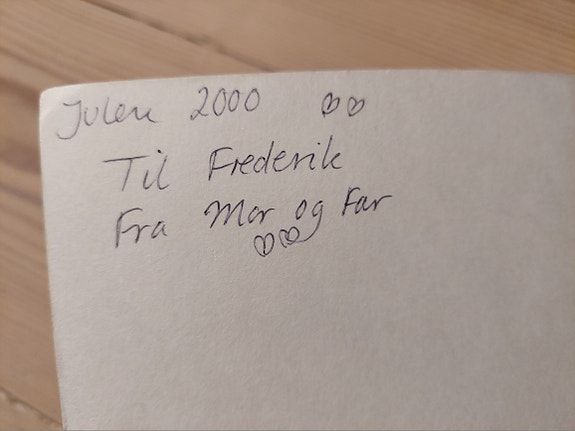 Julen 2000 ♡♡
Til Frederik
Fra Mor og Far
♡♡